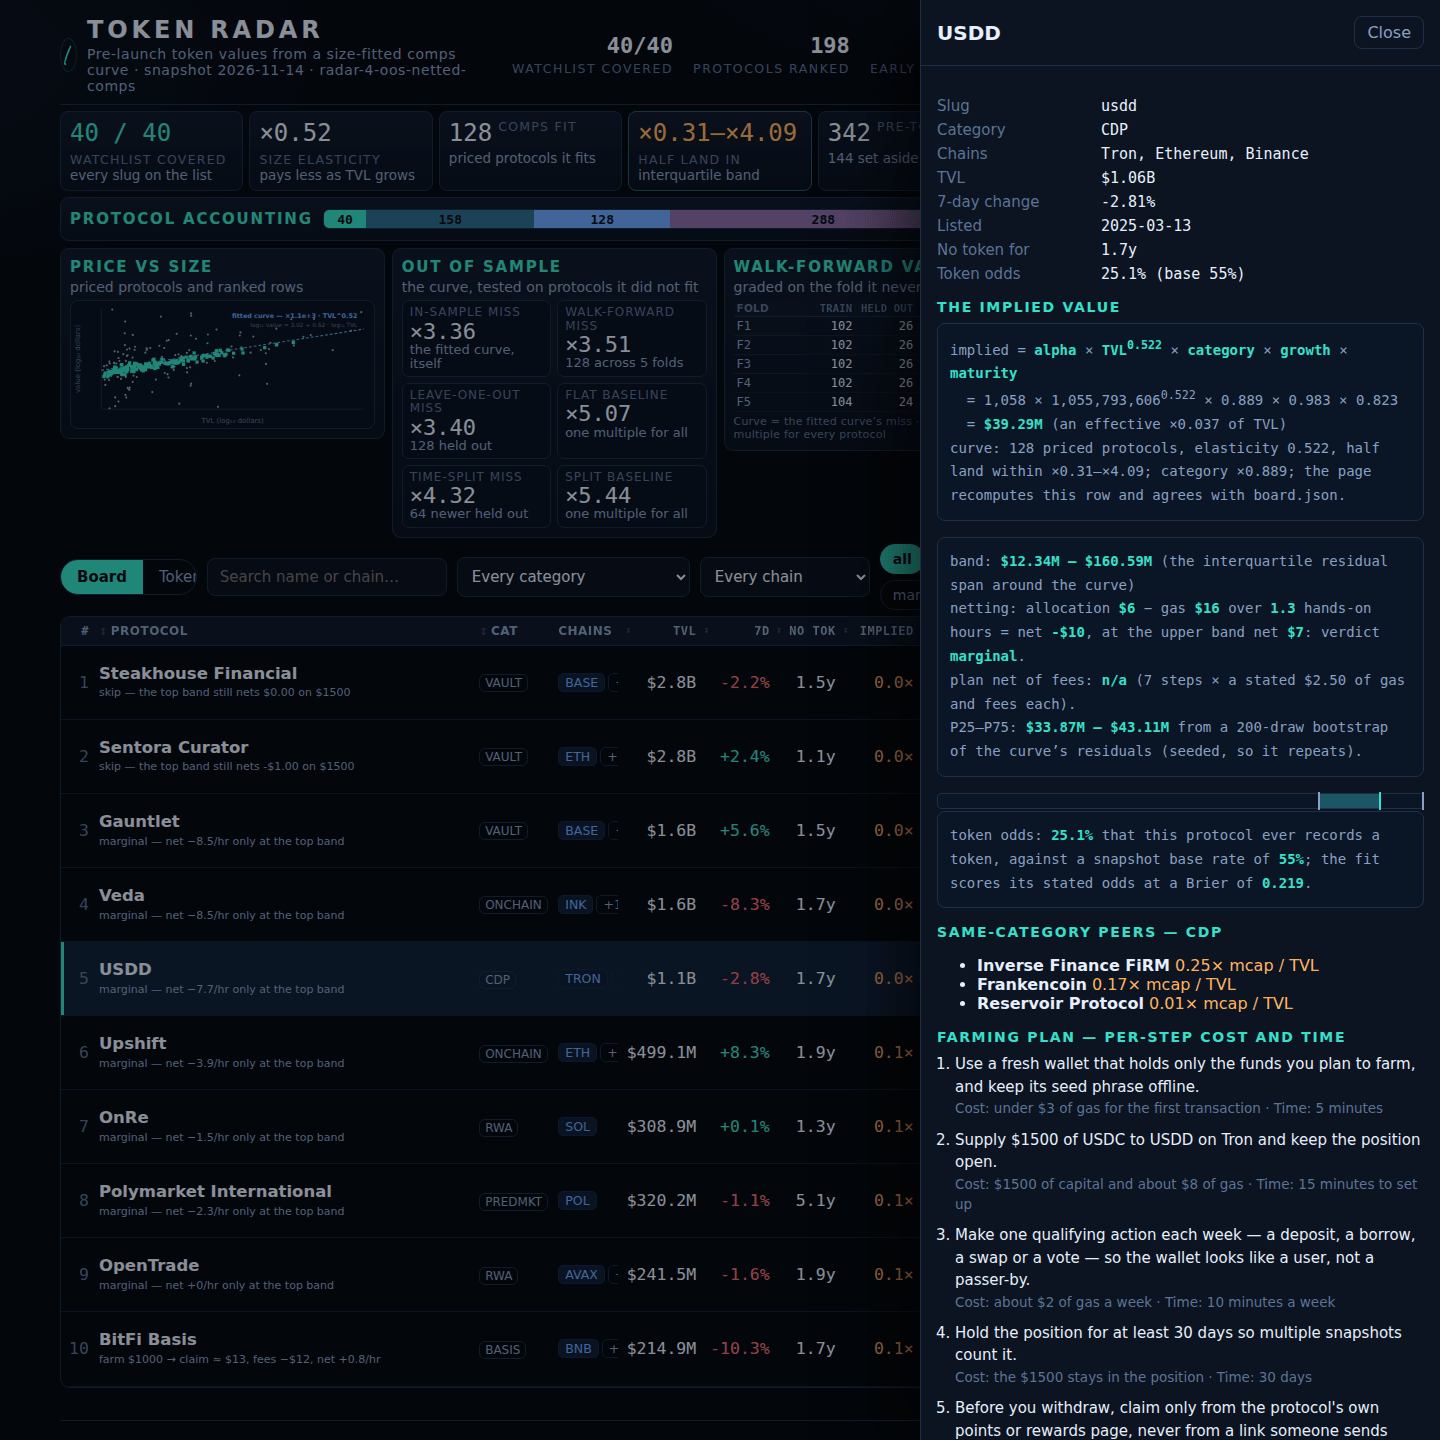 TOKEN RADAR
Pre-launch token values from a size-fitted comps
curve · snapshot 2026-11-14 · radar-4-oos-netted-
comps
40/40
WATCHLIST COVERED
198
PROTOCOLS RANKED
EARLY
40 / 40
WATCHLIST COVERED
every slug on the list
×0.52
SIZE ELASTICITY
pays less as TVL grows
128 COMPS FIT
priced protocols it fits
×0.31—×4.09
HALF LAND IN
interquartile band
342 PRE-T
144 set aside
PROTOCOL ACCOUNTING
40
158
128
288
PRICE VS SIZE
priced protocols and ranked rows
value (log₁₀ dollars)
TVL (log₁₀ dollars)
OUT OF SAMPLE
the curve, tested on protocols it did not fit
IN-SAMPLE MISS
×3.36
the fitted curve,
itself
WALK-FORWARD
MISS
×3.51
128 across 5 folds
LEAVE-ONE-OUT
MISS
×3.40
128 held out
FLAT BASELINE
×5.07
one multiple for all
TIME-SPLIT MISS
×4.32
64 newer held out
SPLIT BASELINE
×5.44
one multiple for all
WALK-FORWARD VA
graded on the fold it never
FOLD TRAIN HELD OUT
F1 102 26
F2 102 26
F3 102 26
F4 102 26
F5 104 24
Curve = the fitted curve’s miss ·
multiple for every protocol
Board
Token
Search name or chain…
Every category
Every chain
all
mar
# ↕ PROTOCOL ↕ CAT CHAINS ↕ TVL ↕ 7D ↕ NO TOK ↕ IMPLIED
1 Steakhouse Financial VAULT BASE $2.8B -2.2% 1.5y 0.0×
skip — the top band still nets $0.00 on $1500
2 Sentora Curator VAULT ETH + $2.8B +2.4% 1.1y 0.0×
skip — the top band still nets -$1.00 on $1500
3 Gauntlet VAULT BASE $1.6B +5.6% 1.5y 0.0×
marginal — net −8.5/hr only at the top band
4 Veda ONCHAIN INK +1 $1.6B -8.3% 1.7y 0.0×
marginal — net −8.5/hr only at the top band
5 USDD CDP TRON $1.1B -2.8% 1.7y 0.0×
marginal — net −7.7/hr only at the top band
6 Upshift ONCHAIN ETH + $499.1M +8.3% 1.9y 0.1×
marginal — net −3.9/hr only at the top band
7 OnRe RWA SOL $308.9M +0.1% 1.3y 0.1×
marginal — net −1.5/hr only at the top band
8 Polymarket International PREDMKT POL $320.2M -1.1% 5.1y 0.1×
marginal — net −2.3/hr only at the top band
9 OpenTrade RWA AVAX $241.5M -1.6% 1.9y 0.1×
marginal — net +0/hr only at the top band
10 BitFi Basis BASIS BNB + $214.9M -10.3% 1.7y 0.1×
farm $1000 → claim ≈ $13, fees −$12, net +0.8/hr
USDD
Close
Slug usdd
Category CDP
Chains Tron, Ethereum, Binance
TVL $1.06B
7-day change -2.81%
Listed 2025-03-13
No token for 1.7y
Token odds 25.1% (base 55%)
THE IMPLIED VALUE
implied = alpha × TVL^0.522 × category × growth ×
maturity
= 1,058 × 1,055,793,606^0.522 × 0.889 × 0.983 × 0.823
= $39.29M (an effective ×0.037 of TVL)
curve: 128 priced protocols, elasticity 0.522, half
land within ×0.31—×4.09; category ×0.889; the page
recomputes this row and agrees with board.json.
band: $12.34M — $160.59M (the interquartile residual
span around the curve)
netting: allocation $6 − gas $16 over 1.3 hands-on
hours = net -$10, at the upper band net $7: verdict
marginal.
plan net of fees: n/a (7 steps × a stated $2.50 of gas
and fees each).
P25—P75: $33.87M — $43.11M from a 200-draw bootstrap
of the curve’s residuals (seeded, so it repeats).
token odds: 25.1% that this protocol ever records a
token, against a snapshot base rate of 55%; the fit
scores its stated odds at a Brier of 0.219.
SAME-CATEGORY PEERS — CDP
• Inverse Finance FiRM 0.25× mcap / TVL
• Frankencoin 0.17× mcap / TVL
• Reservoir Protocol 0.01× mcap / TVL
FARMING PLAN — PER-STEP COST AND TIME
1. Use a fresh wallet that holds only the funds you plan to farm,
and keep its seed phrase offline.
Cost: under $3 of gas for the first transaction · Time: 5 minutes
2. Supply $1500 of USDC to USDD on Tron and keep the position
open.
Cost: $1500 of capital and about $8 of gas · Time: 15 minutes to set
up
3. Make one qualifying action each week — a deposit, a borrow,
a swap or a vote — so the wallet looks like a user, not a
passer-by.
Cost: about $2 of gas a week · Time: 10 minutes a week
4. Hold the position for at least 30 days so multiple snapshots
count it.
Cost: the $1500 stays in the position · Time: 30 days
5. Before you withdraw, claim only from the protocol's own
points or rewards page, never from a link someone sends